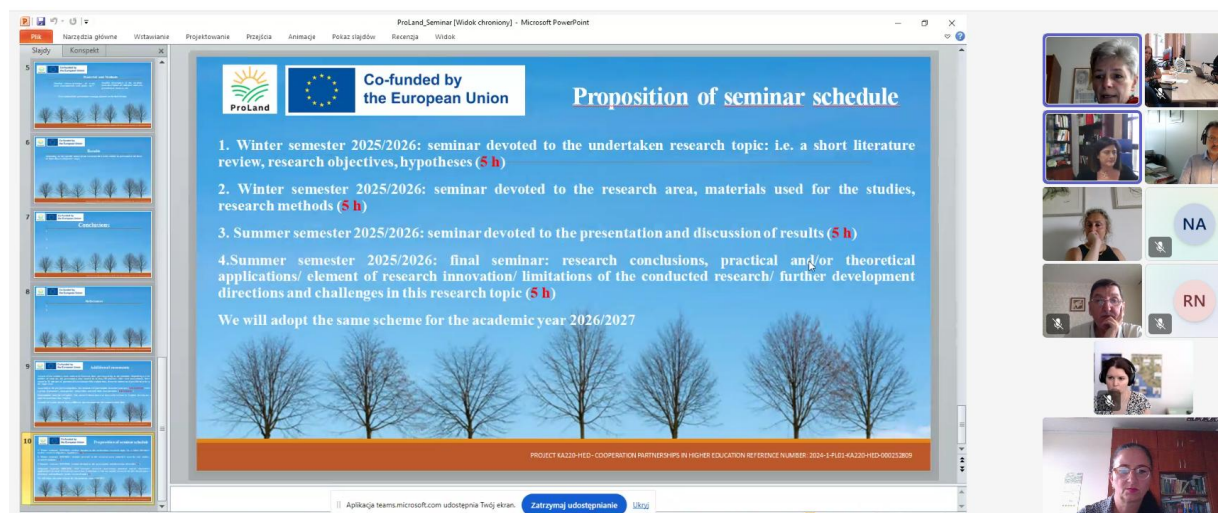 ProLand_Seminar [Widok chroniony] - Microsoft PowerPoint
Plik Narzędzia główne Wstawianie Projektowanie Przejścia Animacje Pokaz slajdów Recenzja Widok
Slajdy Konspekt
5
6
Results
7
Conclusions
8
9
10
ProLand
Co-funded by
the European Union
Proposition of seminar schedule
1. Winter semester 2025/2026: seminar devoted to the undertaken research topic: i.e. a short literature
review, research objectives, hypotheses (5 h)
2. Winter semester 2025/2026: seminar devoted to the research area, materials used for the studies,
research methods (5 h)
3. Summer semester 2025/2026: seminar devoted to the presentation and discussion of results (5 h)
4.Summer semester 2025/2026: final seminar: research conclusions, practical and/or theoretical
applications/ element of research innovation/ limitations of the conducted research/ further development
directions and challenges in this research topic (5 h)
We will adopt the same scheme for the academic year 2026/2027
PROJECT KA220-HED - COOPERATION PARTNERSHIPS IN HIGHER EDUCATION REFERENCE NUMBER: 2024-1-PL01-KA220-HED-000252809
Aplikacja teams.microsoft.com udostępnia Twój ekran. Zatrzymaj udostępnianie Ukryj
NA
RN